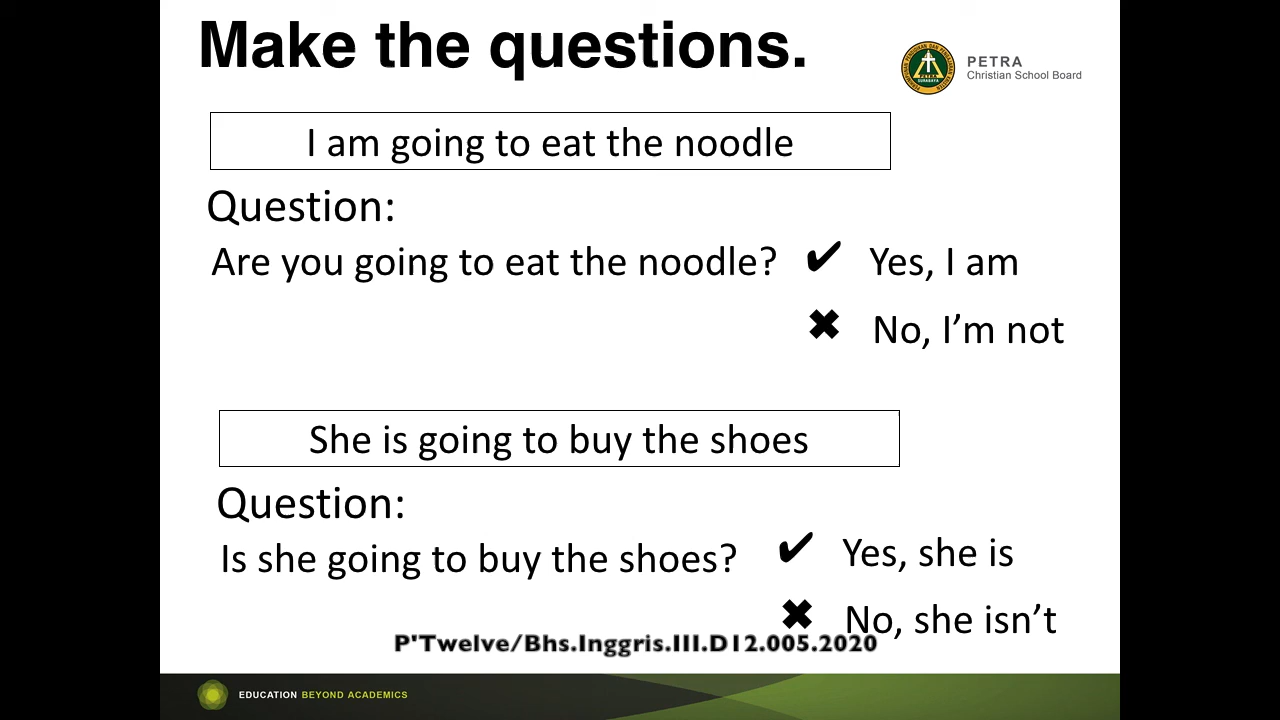 Make the questions.
PETRA
Christian School Board
I am going to eat the noodle
Question:
Are you going to eat the noodle? ✔ Yes, I am
✖ No, I’m not
She is going to buy the shoes
Question:
Is she going to buy the shoes? ✔ Yes, she is
✖ No, she isn’t
P'Twelve/Bhs.Inggris.III.D12.005.2020
EDUCATION BEYOND ACADEMICS